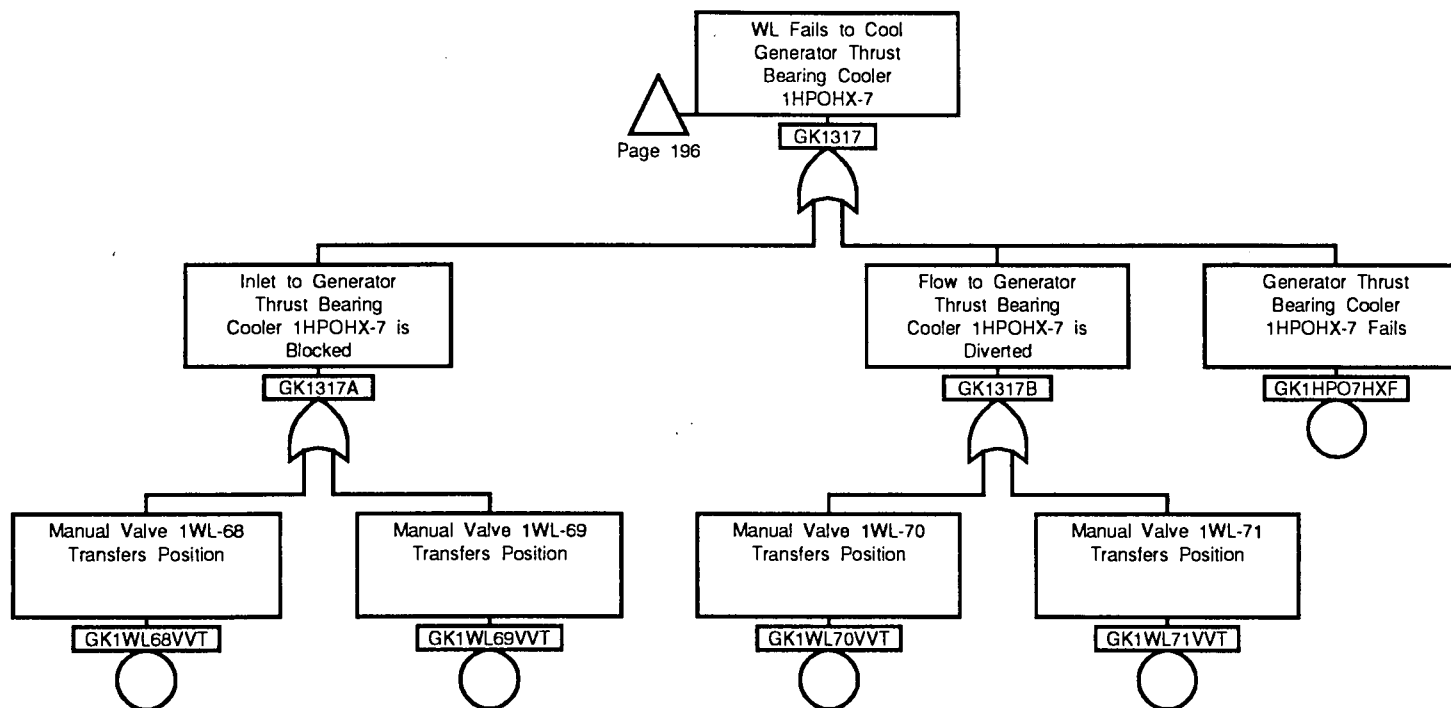 WL Fails to Cool
Generator Thrust
Bearing Cooler
1HPOHX-7
Page 196
GK1317
Inlet to Generator
Thrust Bearing
Cooler 1HPOHX-7 is
Blocked
GK1317A
Flow to Generator
Thrust Bearing
Cooler 1HPOHX-7 is
Diverted
GK1317B
Generator Thrust
Bearing Cooler
1HPOHX-7 Fails
GK1HPO7HXF
Manual Valve 1WL-68
Transfers Position
GK1WL68VVT
Manual Valve 1WL-69
Transfers Position
GK1WL69VVT
Manual Valve 1WL-70
Transfers Position
GK1WL70VVT
Manual Valve 1WL-71
Transfers Position
GK1WL71VVT